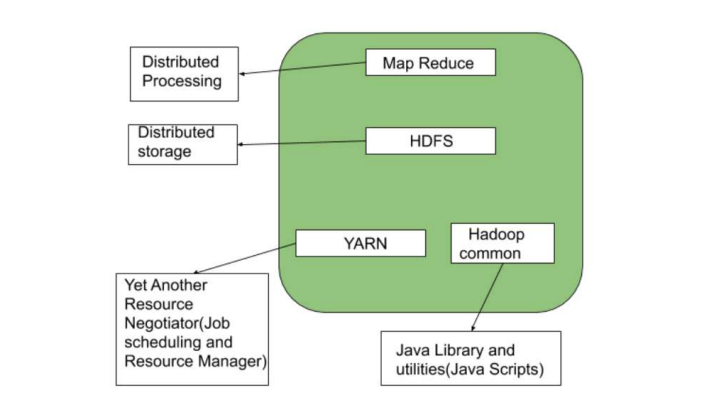 Distributed
Processing
Map Reduce
Distributed
storage
HDFS
YARN
Hadoop
common
Yet Another
Resource
Negotiator(Job
scheduling and
Resource Manager)
Java Library and
utilities(Java Scripts)